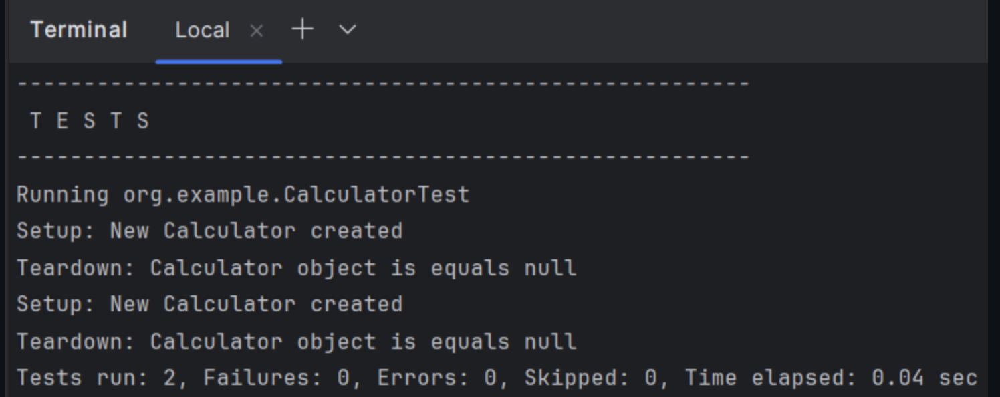 Terminal Local × + 
-------------------------------------------------------
 T E S T S
-------------------------------------------------------
Running org.example.CalculatorTest
Setup: New Calculator created
Teardown: Calculator object is equals null
Setup: New Calculator created
Teardown: Calculator object is equals null
Tests run: 2, Failures: 0, Errors: 0, Skipped: 0, Time elapsed: 0.04 sec